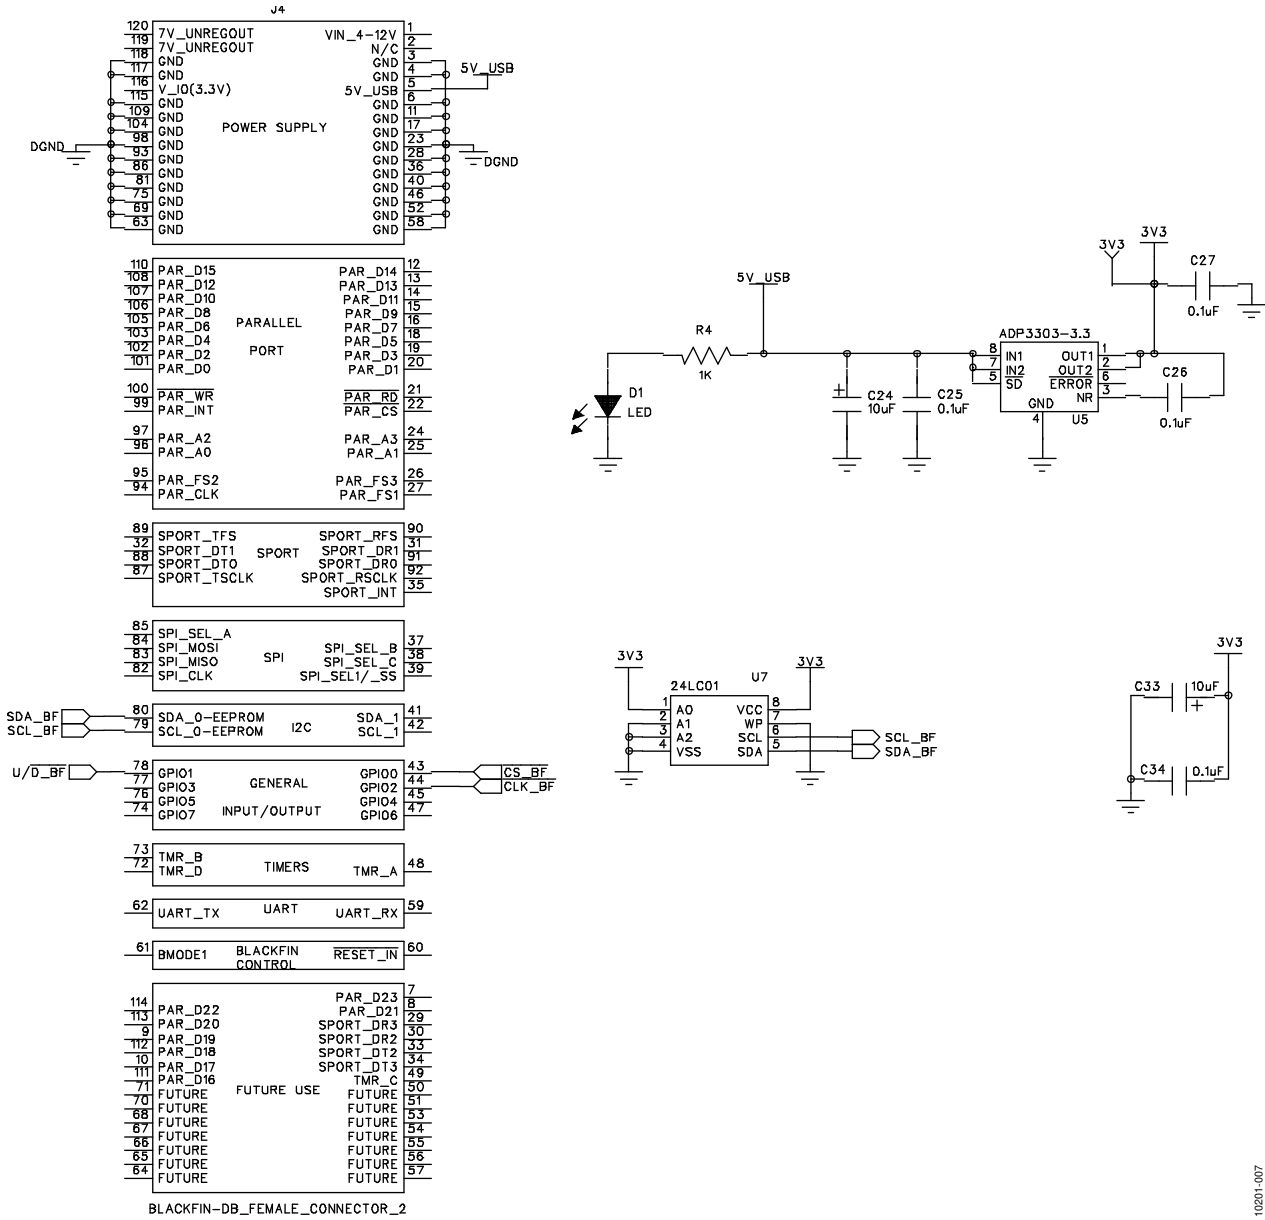 J4
120 7V_UNREGOUT VIN_4-12V 1
119 7V_UNREGOUT N/C 2
118 GND GND 3
117 GND GND 4
116 V_IO(3.3V) 5V_USB 5
5V_USB
115 GND GND 6
109 GND GND 11
104 GND GND 17
POWER SUPPLY
98 GND GND 23
DGND
DGND
93 GND GND 28
86 GND GND 36
81 GND GND 40
75 GND GND 46
69 GND GND 52
63 GND GND 58
110 PAR_D15 PAR_D14 12
108 PAR_D12 PAR_D13 13
107 PAR_D10 PAR_D11 14
106 PAR_D8 PAR_D9 15
105 PAR_D6 PAR_D7 16
103 PAR_D4 PAR_D5 18
102 PAR_D2 PAR_D3 19
101 PAR_D0 PAR_D1 20
PARALLEL
PORT
100 PAR_WR PAR_RD 21
99 PAR_INT PAR_CS 22
97 PAR_A2 PAR_A3 24
96 PAR_A0 PAR_A1 25
95 PAR_FS2 PAR_FS3 26
94 PAR_CLK PAR_FS1 27
89 SPORT_TFS SPORT_RFS 90
32 SPORT_DT1 SPORT SPORT_DR1 31
88 SPORT_DT0 SPORT_DR0 91
87 SPORT_TSCLK SPORT_RSCLK 92
SPORT_INT 35
85 SPI_SEL_A
84 SPI_MOSI SPI_SEL_B 37
83 SPI_MISO SPI SPI_SEL_C 38
82 SPI_CLK SPI_SEL1/_SS 39
SDA_BF 80 SDA_0-EEPROM SDA_1 41
SCL_BF 79 SCL_0-EEPROM I2C SCL_1 42
U/D_BF 78 GPIO1 GPIO0 43 CS_BF
77 GPIO3 GENERAL GPIO2 44 CLK_BF
76 GPIO5 GPIO4 45
74 GPIO7 INPUT/OUTPUT GPIO6 47
73 TMR_B
72 TMR_D TIMERS TMR_A 48
62 UART_TX UART UART_RX 59
61 BMODE1 BLACKFIN CONTROL RESET_IN 60
PAR_D23 7
114 PAR_D22 PAR_D21 8
113 PAR_D20 SPORT_DR3 29
9 PAR_D19 SPORT_DR2 30
112 PAR_D18 SPORT_DT2 33
10 PAR_D17 SPORT_DT3 34
111 PAR_D16 TMR_C 49
71 FUTURE FUTURE USE FUTURE 50
70 FUTURE FUTURE 51
68 FUTURE FUTURE 53
67 FUTURE FUTURE 54
66 FUTURE FUTURE 55
65 FUTURE FUTURE 56
64 FUTURE FUTURE 57
BLACKFIN-DB_FEMALE_CONNECTOR_2
5V_USB
R4
1K
D1
LED
+ C24
10uF
C25
0.1uF
3V3
3V3
C27
0.1uF
ADP3303-3.3
8 IN1 OUT1 1
7 IN2 OUT2 2
5 SD ERROR 6
NR 3
GND
4
U5
C26
0.1uF
3V3
U7
3V3
24LC01
1 A0 VCC 8
2 A1 WP 7
3 A2 SCL 6 SCL_BF
4 VSS SDA 5 SDA_BF
3V3
C33 10uF
+
C34 0.1uF
10201-007